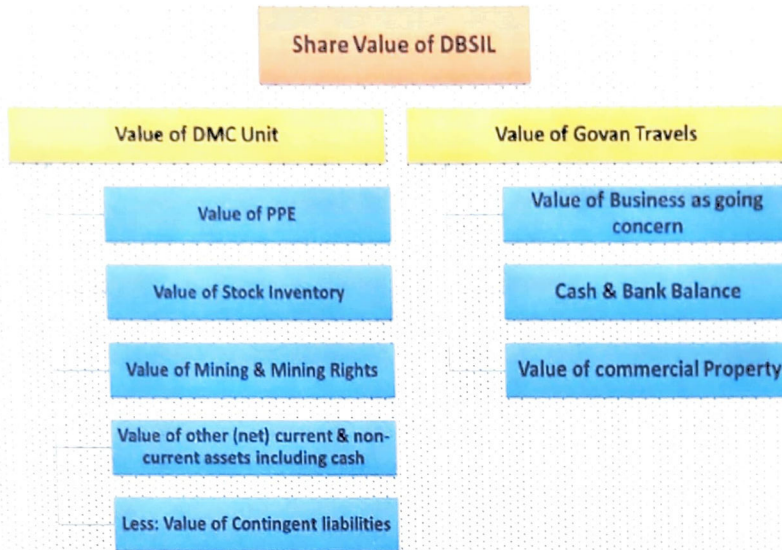 Share Value of DBSIL
Value of DMC Unit
Value of PPE
Value of Stock Inventory
Value of Mining & Mining Rights
Value of other (net) current & non-
current assets including cash
Less: Value of Contingent liabilities
Value of Govan Travels
Value of Business as going
concern
Cash & Bank Balance
Value of commercial Property